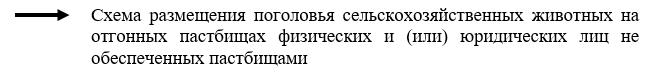 Схема размещения поголовья сельскохозяйственных животных на
отгонных пастбищах физических и (или) юридических лиц не
обеспеченных пастбищами